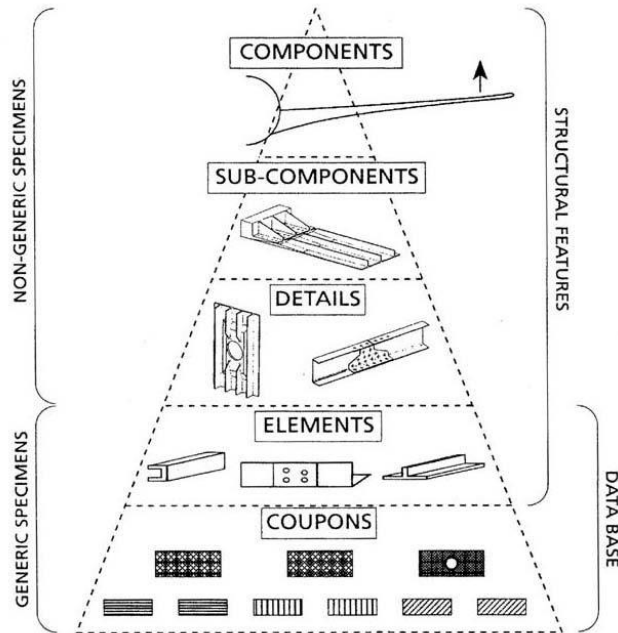 COMPONENTS
NON-GENERIC SPECIMENS
STRUCTURAL FEATURES
SUB-COMPONENTS
DETAILS
ELEMENTS
GENERIC SPECIMENS
DATA BASE
COUPONS